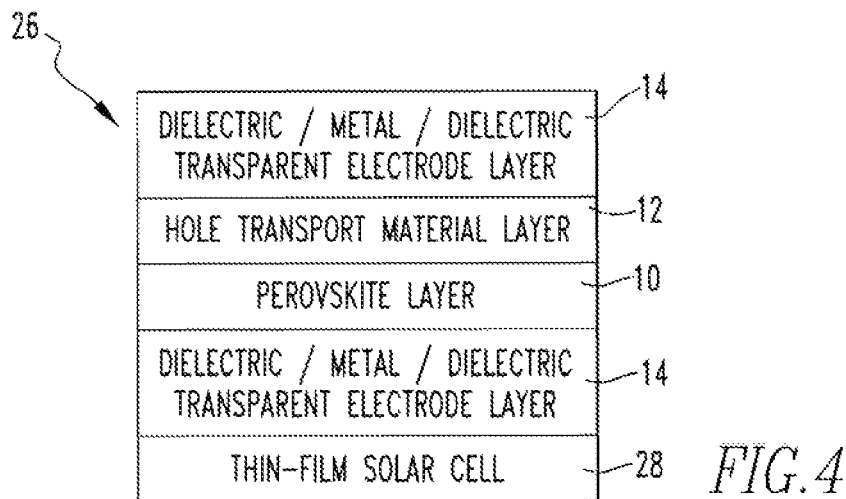 26
14
DIELECTRIC / METAL / DIELECTRIC
TRANSPARENT ELECTRODE LAYER
12
HOLE TRANSPORT MATERIAL LAYER
10
PEROVSKITE LAYER
DIELECTRIC / METAL / DIELECTRIC
TRANSPARENT ELECTRODE LAYER
14
THIN-FILM SOLAR CELL
28
FIG.4